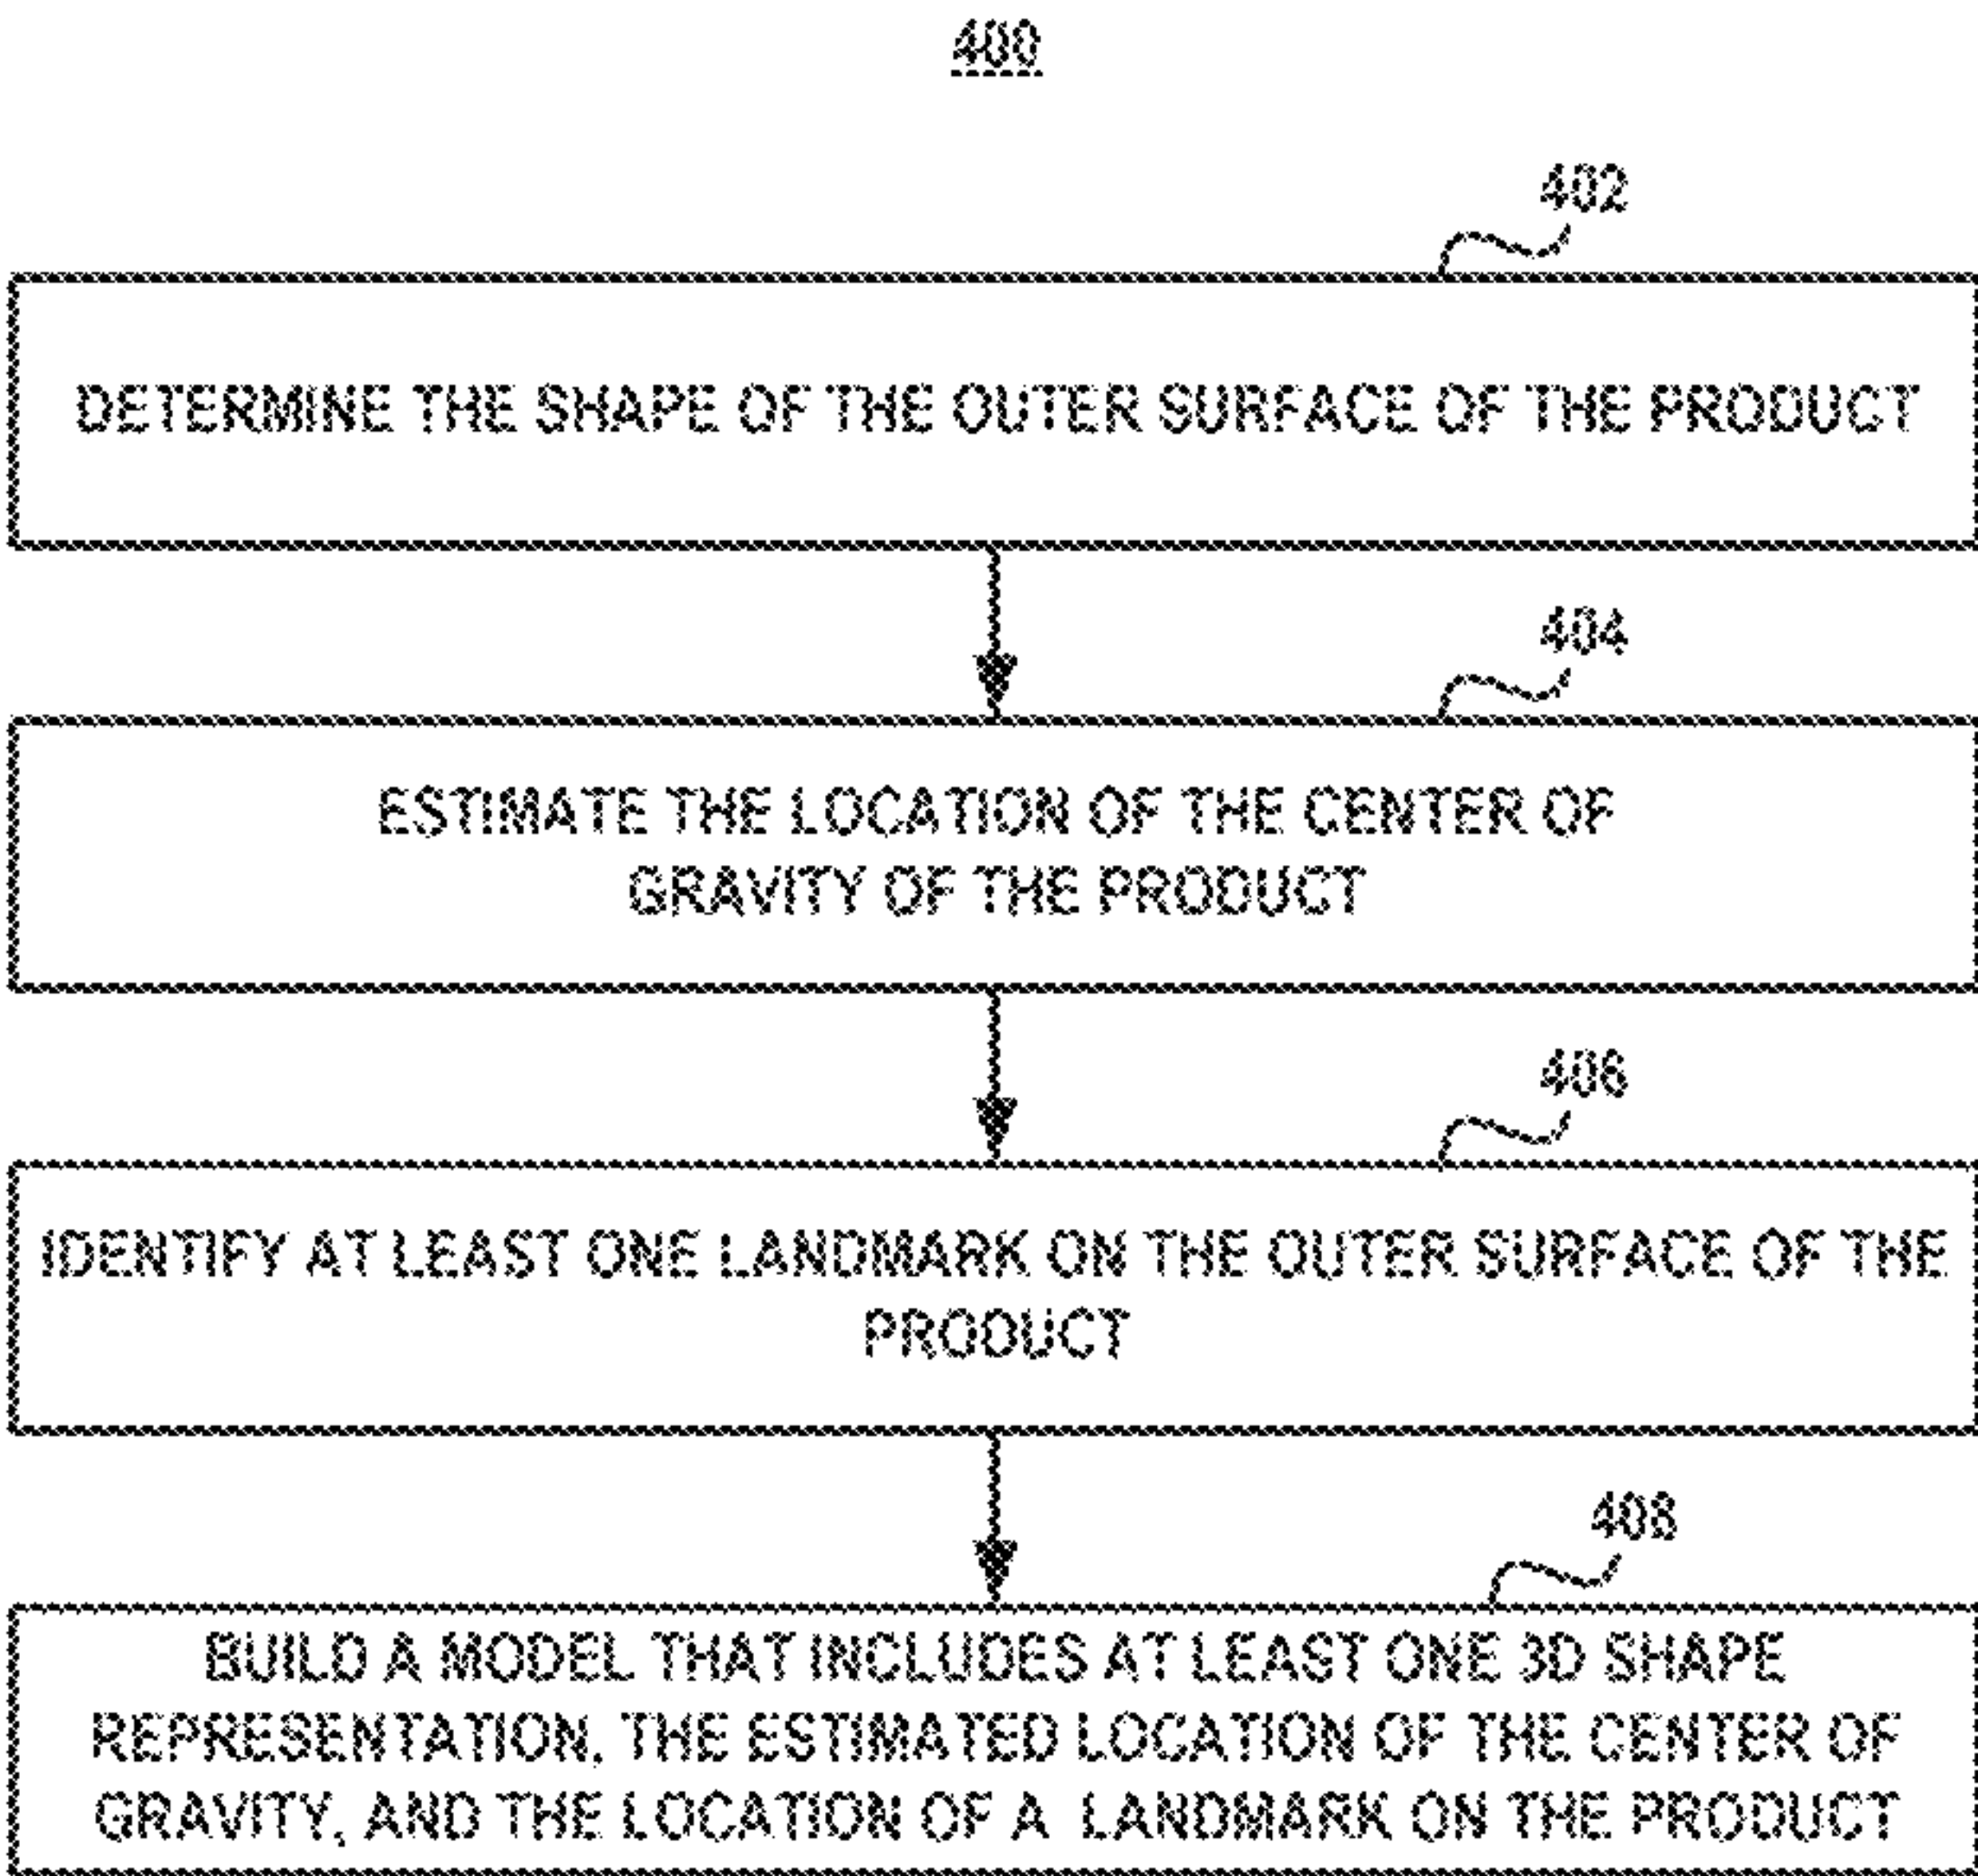 400
402
DETERMINE THE SHAPE OF THE OUTER SURFACE OF THE PRODUCT
404
ESTIMATE THE LOCATION OF THE CENTER OF
GRAVITY OF THE PRODUCT
406
IDENTIFY AT LEAST ONE LANDMARK ON THE OUTER SURFACE OF THE
PRODUCT
408
BUILD A MODEL THAT INCLUDES AT LEAST ONE 3D SHAPE
REPRESENTATION, THE ESTIMATED LOCATION OF THE CENTER OF
GRAVITY, AND THE LOCATION OF A LANDMARK ON THE PRODUCT